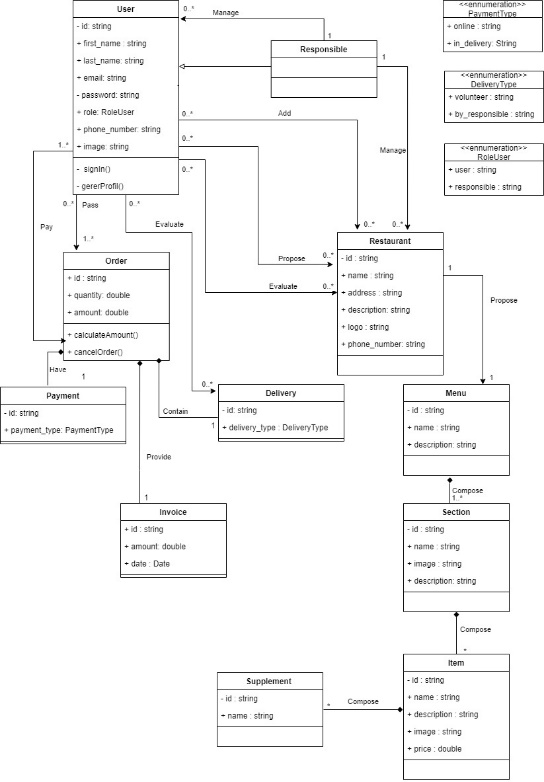 User
- id: string
+ first_name : string
+ last_name: string
+ email: string
- password: string
+ role: RoleUser
+ phone_number: string
+ image: string
- signIn()
- gererProfil()
0..*
Manage
1
Responsible
1
0..*
Add
0..*
Manage
0..*
0..*
0..*
<<ennumeration>>
PaymentType
+ online : string
+ in_delivery: String
<<ennumeration>>
DeliveryType
+ volunteer : string
+ by_responsible : string
<<ennumeration>>
RoleUser
+ user : string
+ responsible : string
1..*
0..*
Pass
0..*
Pay
Evaluate
1..*
Propose
0..*
Evaluate
0..*
Order
+ id : string
+ quantity: double
+ amount: double
+ calculateAmount()
+ cancelOrder()
Restaurant
- id : string
+ name : string
+ address : string
+ description: string
+ logo : string
+ phone_number: string
1
Propose
1
Have
1
Payment
- id: string
+ payment_type: PaymentType
0..*
Contain
1
Delivery
- id: string
+ delivery_type : DeliveryType
Menu
- id : string
+ name : string
+ description: string
Provide
1
Invoice
+ id : string
+ amount: double
+ date : Date
Compose
1..*
Section
- id: string
+ name : string
+ image : string
+ description: string
Compose
*
Item
- id : string
+ name : string
+ description : string
+ image : string
+ price : double
Supplement
- id : string
+ name : string
Compose
*